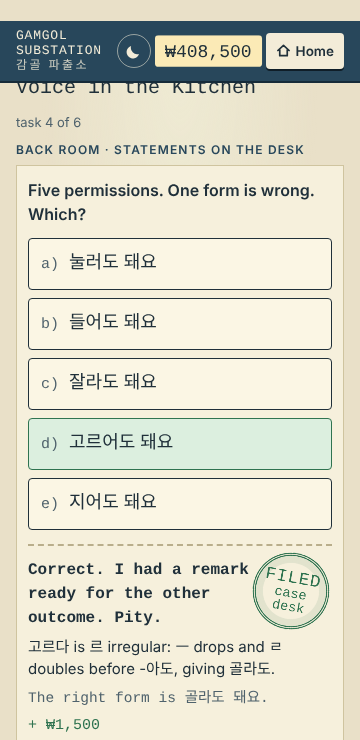 GAMGOL
SUBSTATION
감골 파출소
₩408,500
Home
Voice in the Kitchen
task 4 of 6
BACK ROOM · STATEMENTS ON THE DESK
Five permissions. One form is wrong.
Which?
a) 눌러도 돼요
b) 들어도 돼요
c) 잘라도 돼요
d) 고르어도 돼요
e) 지어도 돼요
Correct. I had a remark
ready for the other
outcome. Pity.
FILED
case
desk
고르다 is 르 irregular: ㅡ drops and ㄹ
doubles before -아도, giving 골라도.
The right form is 골라도 돼요.
+ ₩1,500